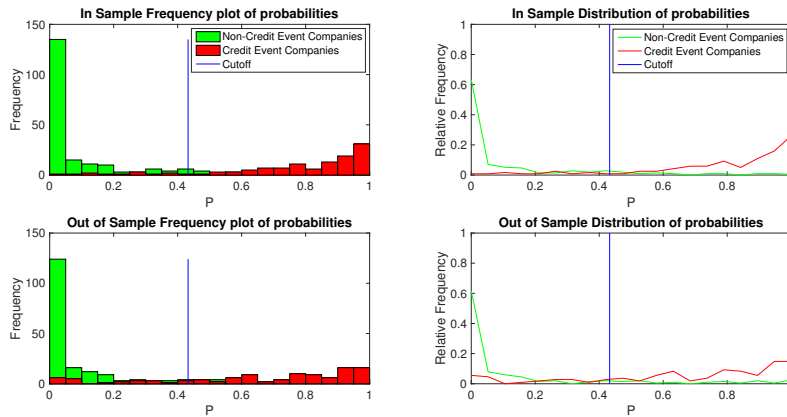 In Sample Frequency plot of probabilities
150
100
50
0
Frequency
0 0.2 0.4 0.6 0.8 1
P
Non-Credit Event Companies
Credit Event Companies
Cutoff
In Sample Distribution of probabilities
1
0.8
0.6
0.4
0.2
0
Relative Frequency
0 0.2 0.4 0.6 0.8
P
Non-Credit Event Companies
Credit Event Companies
Cutoff
Out of Sample Frequency plot of probabilities
150
100
50
0
Frequency
0 0.2 0.4 0.6 0.8 1
P
Out of Sample Distribution of probabilities
1
0.8
0.6
0.4
0.2
0
Relative Frequency
0 0.2 0.4 0.6 0.8
P